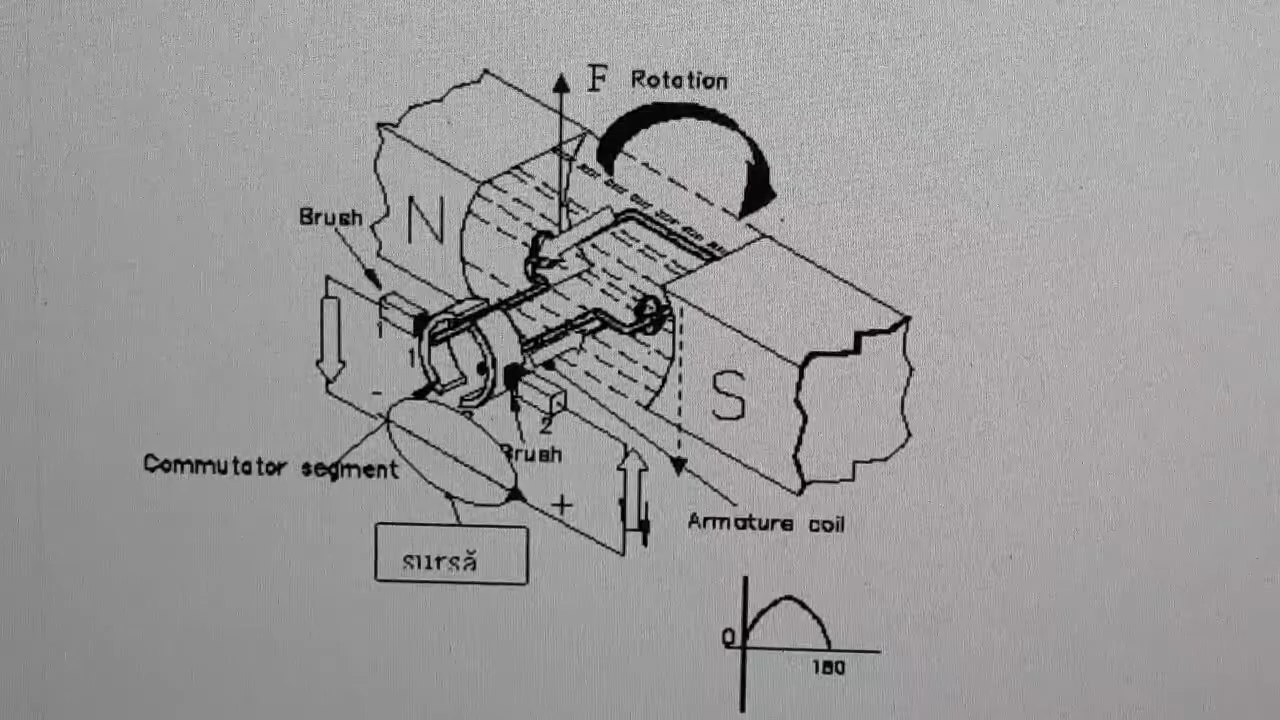 F Rotation
N
Brush
1
1
-
S
2
Brush
Commutator segment
+
Armature coil
sursă
0
180